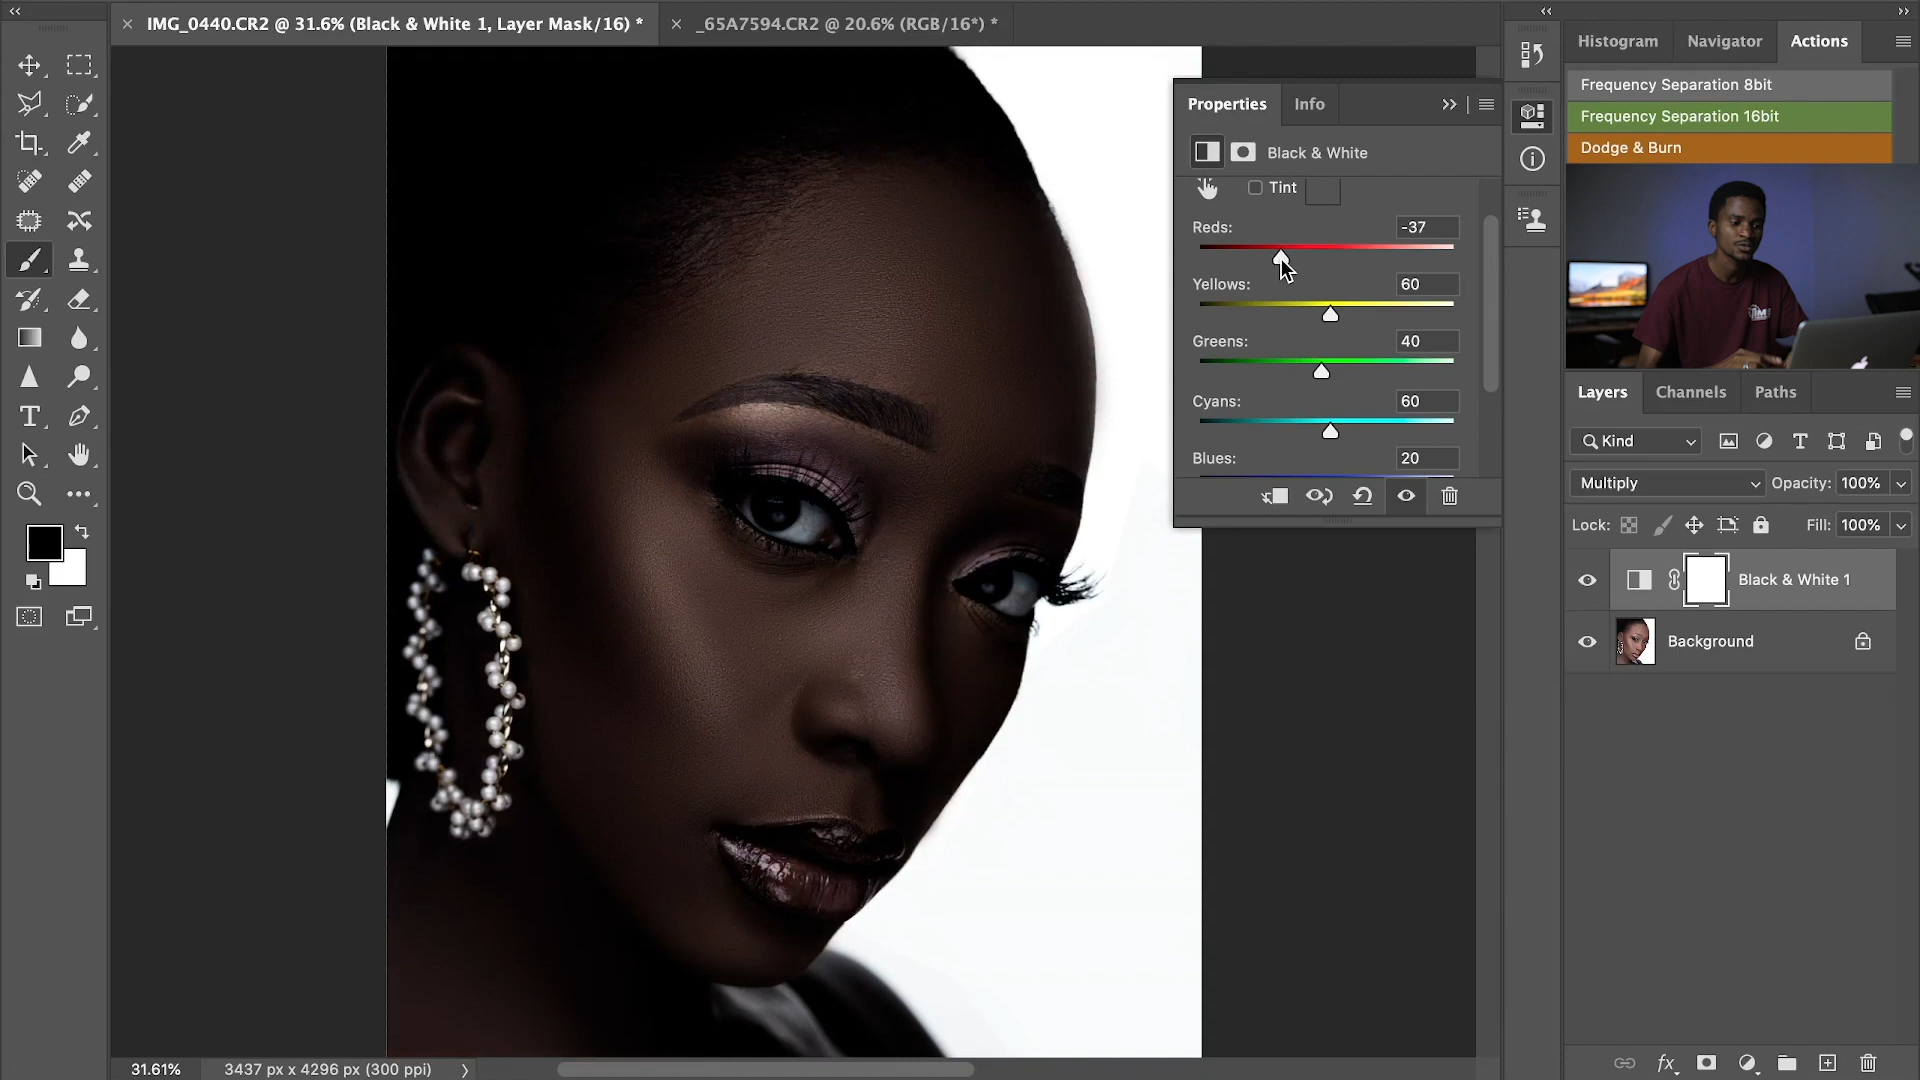 IMG_0440.CR2 @ 31.6% (Black & White 1, Layer Mask/16) *
_65A7594.CR2 @ 20.6% (RGB/16*) *
Histogram
Navigator
Actions
Frequency Separation 8bit
Frequency Separation 16bit
Dodge & Burn
Properties
Info
Black & White
Tint
Reds: -37
Yellows: 60
Greens: 40
Cyans: 60
Blues: 20
Layers
Channels
Paths
Kind
Multiply
Opacity: 100%
Lock:
Fill: 100%
Black & White 1
Background
fx
31.61%
3437 px x 4296 px (300 ppi)